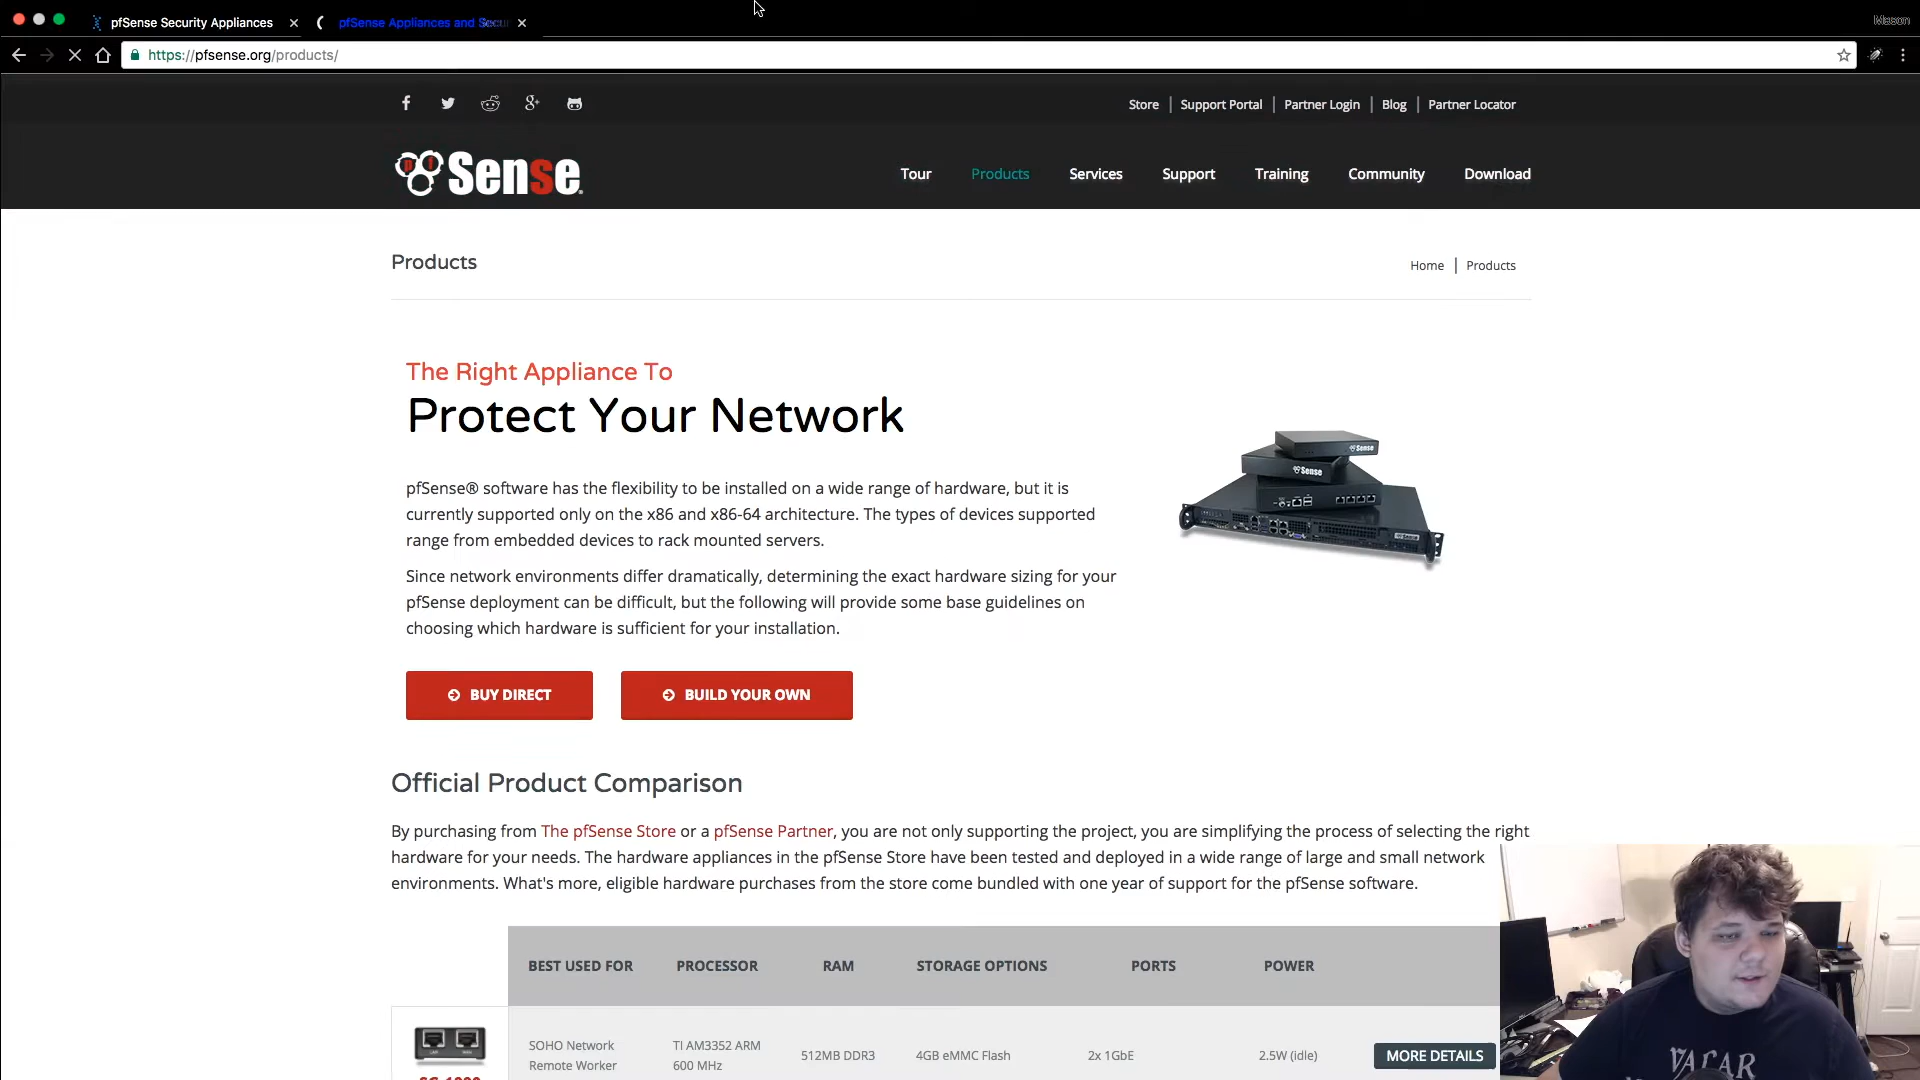 pfSense Security Appliances
pfSense Appliances and Secu
Mason
https://pfsense.org/products/
Store | Support Portal | Partner Login | Blog | Partner Locator
pf Sense
Tour Products Services Support Training Community Download
Products
Home | Products
The Right Appliance To
Protect Your Network
pfSense® software has the flexibility to be installed on a wide range of hardware, but it is
currently supported only on the x86 and x86-64 architecture. The types of devices supported
range from embedded devices to rack mounted servers.
Since network environments differ dramatically, determining the exact hardware sizing for your
pfSense deployment can be difficult, but the following will provide some base guidelines on
choosing which hardware is sufficient for your installation.
Sense
Sense
BUY DIRECT
BUILD YOUR OWN
Official Product Comparison
By purchasing from The pfSense Store or a pfSense Partner, you are not only supporting the project, you are simplifying the process of selecting the right
hardware for your needs. The hardware appliances in the pfSense Store have been tested and deployed in a wide range of large and small network
environments. What's more, eligible hardware purchases from the store come bundled with one year of support for the pfSense software.
BEST USED FOR PROCESSOR RAM STORAGE OPTIONS PORTS POWER
SOHO Network
Remote Worker
TI AM3352 ARM
600 MHz
512MB DDR3
4GB eMMC Flash
2x 1GbE
2.5W (idle)
MORE DETAILS
VALAR